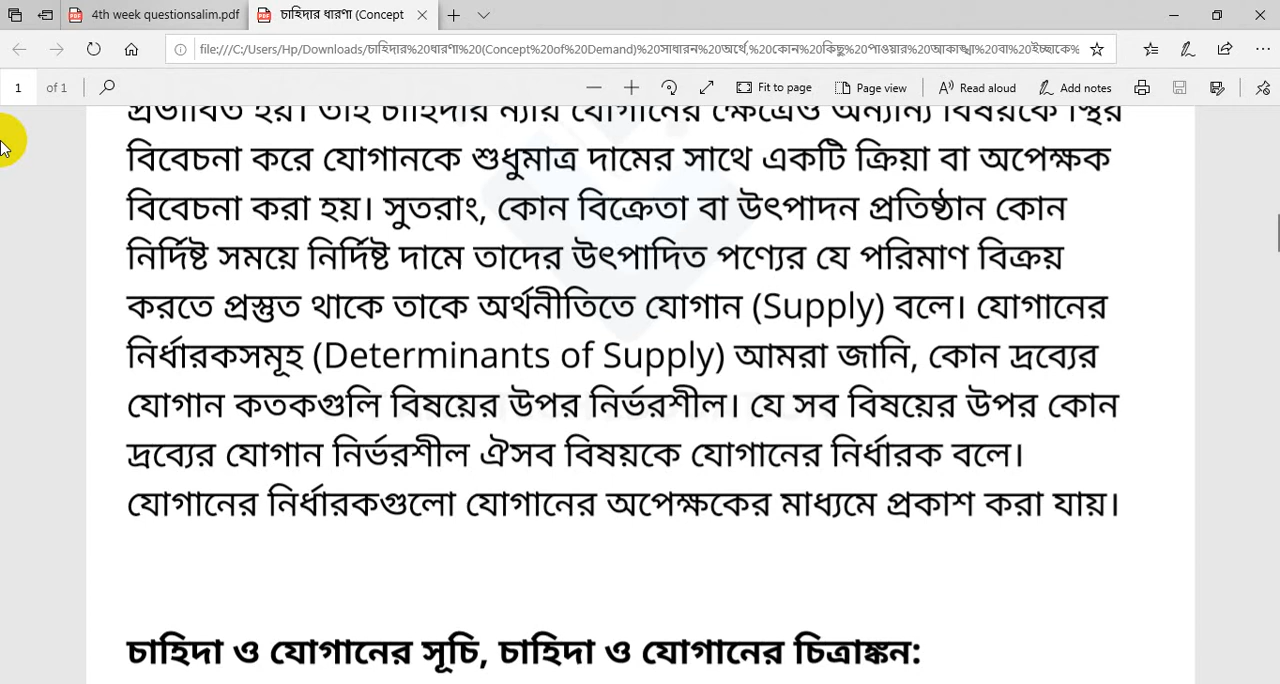 4th week questionsalim.pdf
চাহিদার ধারণা (Concept
file:///C:/Users/Hp/Downloads/চাহিদার%20ধারণা%20(Concept%20of%20Demand)%20সাধারন%20অর্থে,%20কোন%20কিছু%20পাওয়ার%20আকাঙ্খা%20বা%20ইচ্ছাকে%
1 of 1
Fit to page
Page view
Read aloud
Add notes
প্রভাবিত হয়। তাই চাহিদার ন্যায় যোগানের ক্ষেত্রেও অন্যান্য বিষয়কে স্থির
বিবেচনা করে যোগানকে শুধুমাত্র দামের সাথে একটি ক্রিয়া বা অপেক্ষক
বিবেচনা করা হয়। সুতরাং, কোন বিক্রেতা বা উৎপাদন প্রতিষ্ঠান কোন
নির্দিষ্ট সময়ে নির্দিষ্ট দামে তাদের উৎপাদিত পণ্যের যে পরিমাণ বিক্রয়
করতে প্রস্তুত থাকে তাকে অর্থনীতিতে যোগান (Supply) বলে। যোগানের
নির্ধারকসমূহ (Determinants of Supply) আমরা জানি, কোন দ্রব্যের
যোগান কতকগুলি বিষয়ের উপর নির্ভরশীল। যে সব বিষয়ের উপর কোন
দ্রব্যের যোগান নির্ভরশীল ঐসব বিষয়কে যোগানের নির্ধারক বলে।
যোগানের নির্ধারকগুলো যোগানের অপেক্ষকের মাধ্যমে প্রকাশ করা যায়।
চাহিদা ও যোগানের সূচি, চাহিদা ও যোগানের চিত্রাঙ্কন: